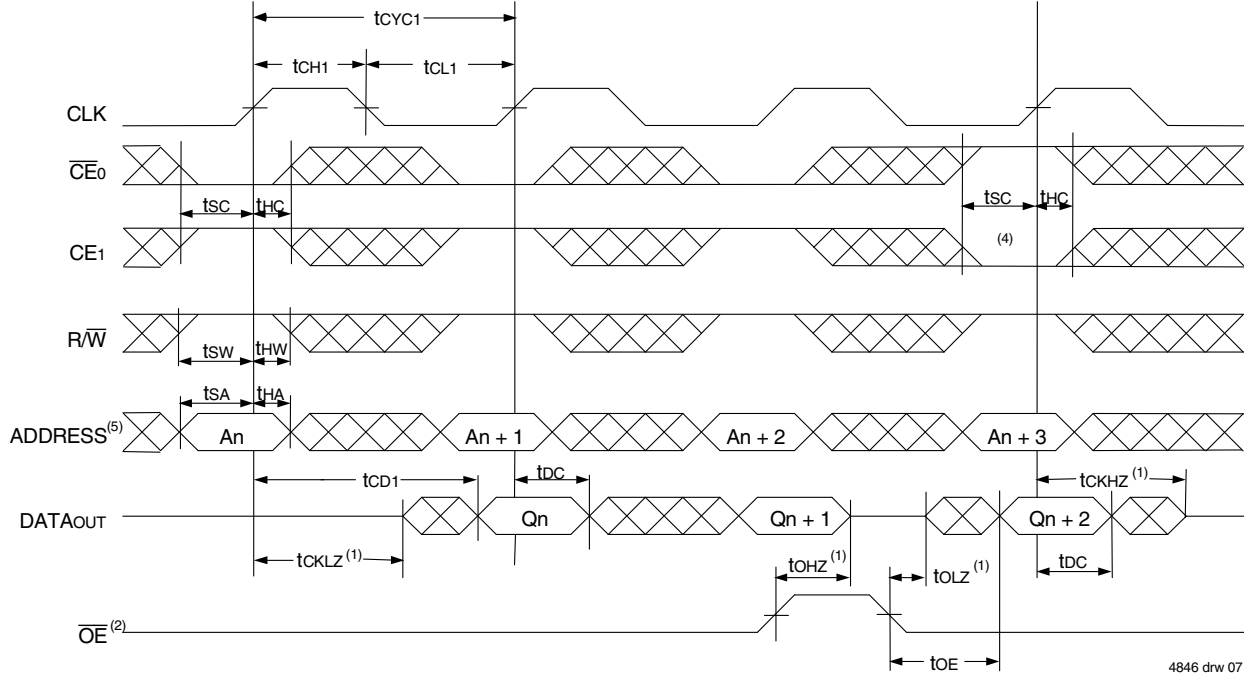 tCYC1
tCH1
tCL1
CLK
CE0
tSC
tHC
tSC
tHC
CE1
(4)
R/W
tSW
tHW
tSA
tHA
ADDRESS(5)
An
An + 1
An + 2
An + 3
tCD1
tDC
tCKHZ(1)
DATAOUT
Qn
Qn + 1
Qn + 2
tCKLZ(1)
tOHZ(1)
tOLZ(1)
tDC
OE(2)
tOE
4846 drw 07